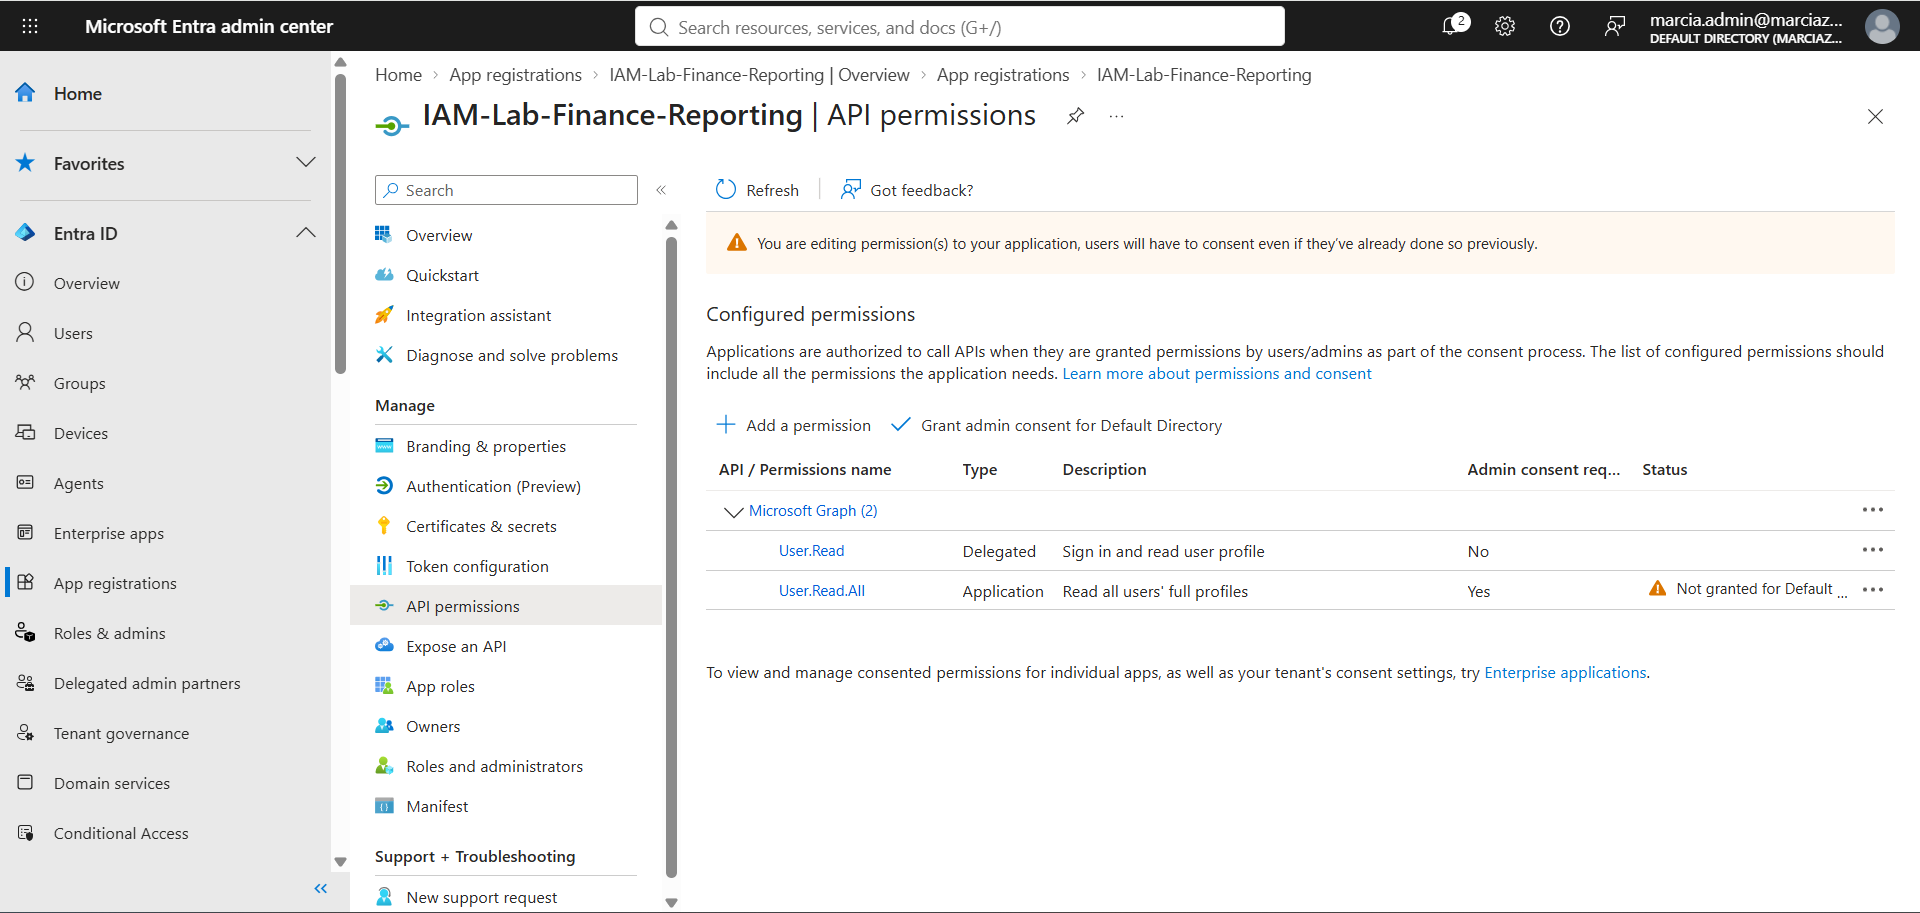 Microsoft Entra admin center
Search resources, services, and docs (G+/)
2
marcia.admin@marciaz...
DEFAULT DIRECTORY (MARCIAZ...
Home
Favorites
Entra ID
Overview
Users
Groups
Devices
Agents
Enterprise apps
App registrations
Roles & admins
Delegated admin partners
Tenant governance
Domain services
Conditional Access
Home > App registrations > IAM-Lab-Finance-Reporting | Overview > App registrations > IAM-Lab-Finance-Reporting
IAM-Lab-Finance-Reporting | API permissions
Search
Overview
Quickstart
Integration assistant
Diagnose and solve problems
Manage
Branding & properties
Authentication (Preview)
Certificates & secrets
Token configuration
API permissions
Expose an API
App roles
Owners
Roles and administrators
Manifest
Support + Troubleshooting
New support request
Refresh
Got feedback?
You are editing permission(s) to your application, users will have to consent even if they've already done so previously.
Configured permissions
Applications are authorized to call APIs when they are granted permissions by users/admins as part of the consent process. The list of configured permissions should
include all the permissions the application needs. Learn more about permissions and consent
Add a permission
Grant admin consent for Default Directory
API / Permissions name Type Description Admin consent req... Status
Microsoft Graph (2)
User.Read Delegated Sign in and read user profile No
User.Read.All Application Read all users' full profiles Yes Not granted for Default ...
To view and manage consented permissions for individual apps, as well as your tenant's consent settings, try Enterprise applications.